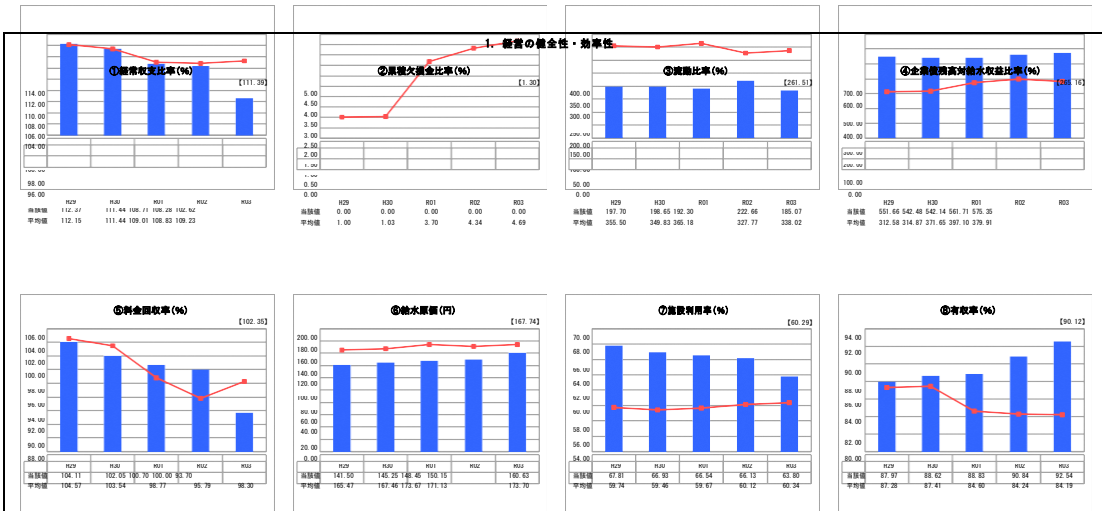 1. 経営の健全性・効率性
①経常収支比率(%)
【111.39】
114.00
112.00
110.00
108.00
106.00
104.00
98.00
96.00
H29 H30 R01 R02 R03
当該値 112.37 111.44 108.71 108.28 102.62
平均値 112.15 111.44 109.01 108.83 109.23
②累積欠損金比率(%)
【1.30】
5.00
4.50
4.00
3.50
3.00
2.50
2.00
1.50
0.50
0.00
H29 H30 R01 R02 R03
当該値 0.00 0.00 0.00 0.00 0.00
平均値 1.00 1.03 3.70 4.34 4.69
③流動比率(%)
【261.51】
400.00
350.00
300.00
250.00
200.00
150.00
100.00
50.00
0.00
H29 H30 R01 R02 R03
当該値 197.70 198.65 192.30 222.66 185.07
平均値 355.50 349.83 365.18 327.77 338.02
④企業債残高対給水収益比率(%)
【265.16】
700.00
600.00
500.00
400.00
300.00
200.00
100.00
0.00
H29 H30 R01 R02 R03
当該値 551.66 542.48 542.14 561.71 575.35
平均値 312.58 314.87 371.65 397.10 379.91
⑤料金回収率(%)
【102.35】
106.00
104.00
102.00
100.00
98.00
96.00
94.00
92.00
90.00
88.00
H29 H30 R01 R02 R03
当該値 104.11 102.05 100.70 100.00 93.70
平均値 104.57 103.54 98.77 95.79 98.30
⑥給水原価(円)
【167.74】
200.00
180.00
160.00
140.00
120.00
100.00
80.00
60.00
40.00
20.00
0.00
H29 H30 R01 R02 R03
当該値 141.50 145.25 148.45 150.15 160.63
平均値 165.47 167.46 173.67 171.13 173.70
⑦施設利用率(%)
【60.29】
70.00
68.00
66.00
64.00
62.00
60.00
58.00
56.00
54.00
H29 H30 R01 R02 R03
当該値 67.81 66.93 66.54 66.13 63.80
平均値 59.74 59.46 59.67 60.12 60.34
⑧有収率(%)
【90.12】
94.00
92.00
90.00
88.00
86.00
84.00
82.00
80.00
H29 H30 R01 R02 R03
当該値 87.97 88.62 88.83 90.84 92.54
平均値 87.28 87.41 84.60 84.24 84.19